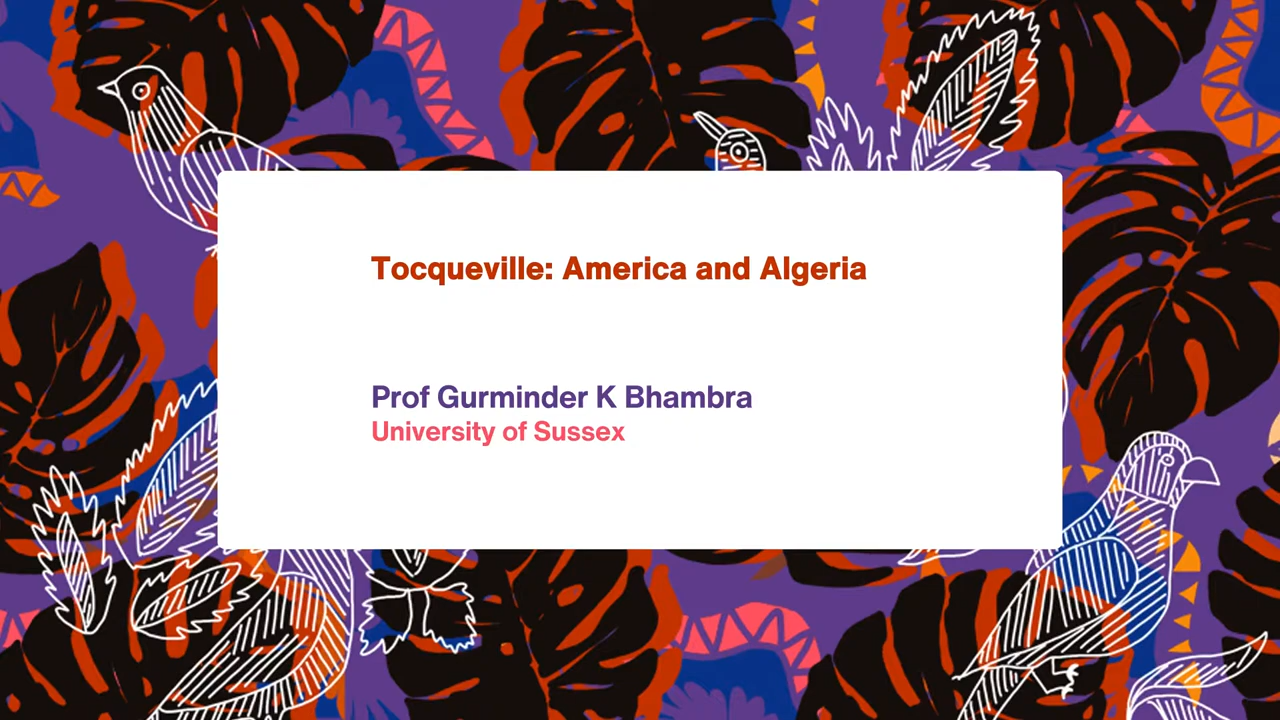 Tocqueville: America and Algeria
Prof Gurminder K Bhambra
University of Sussex